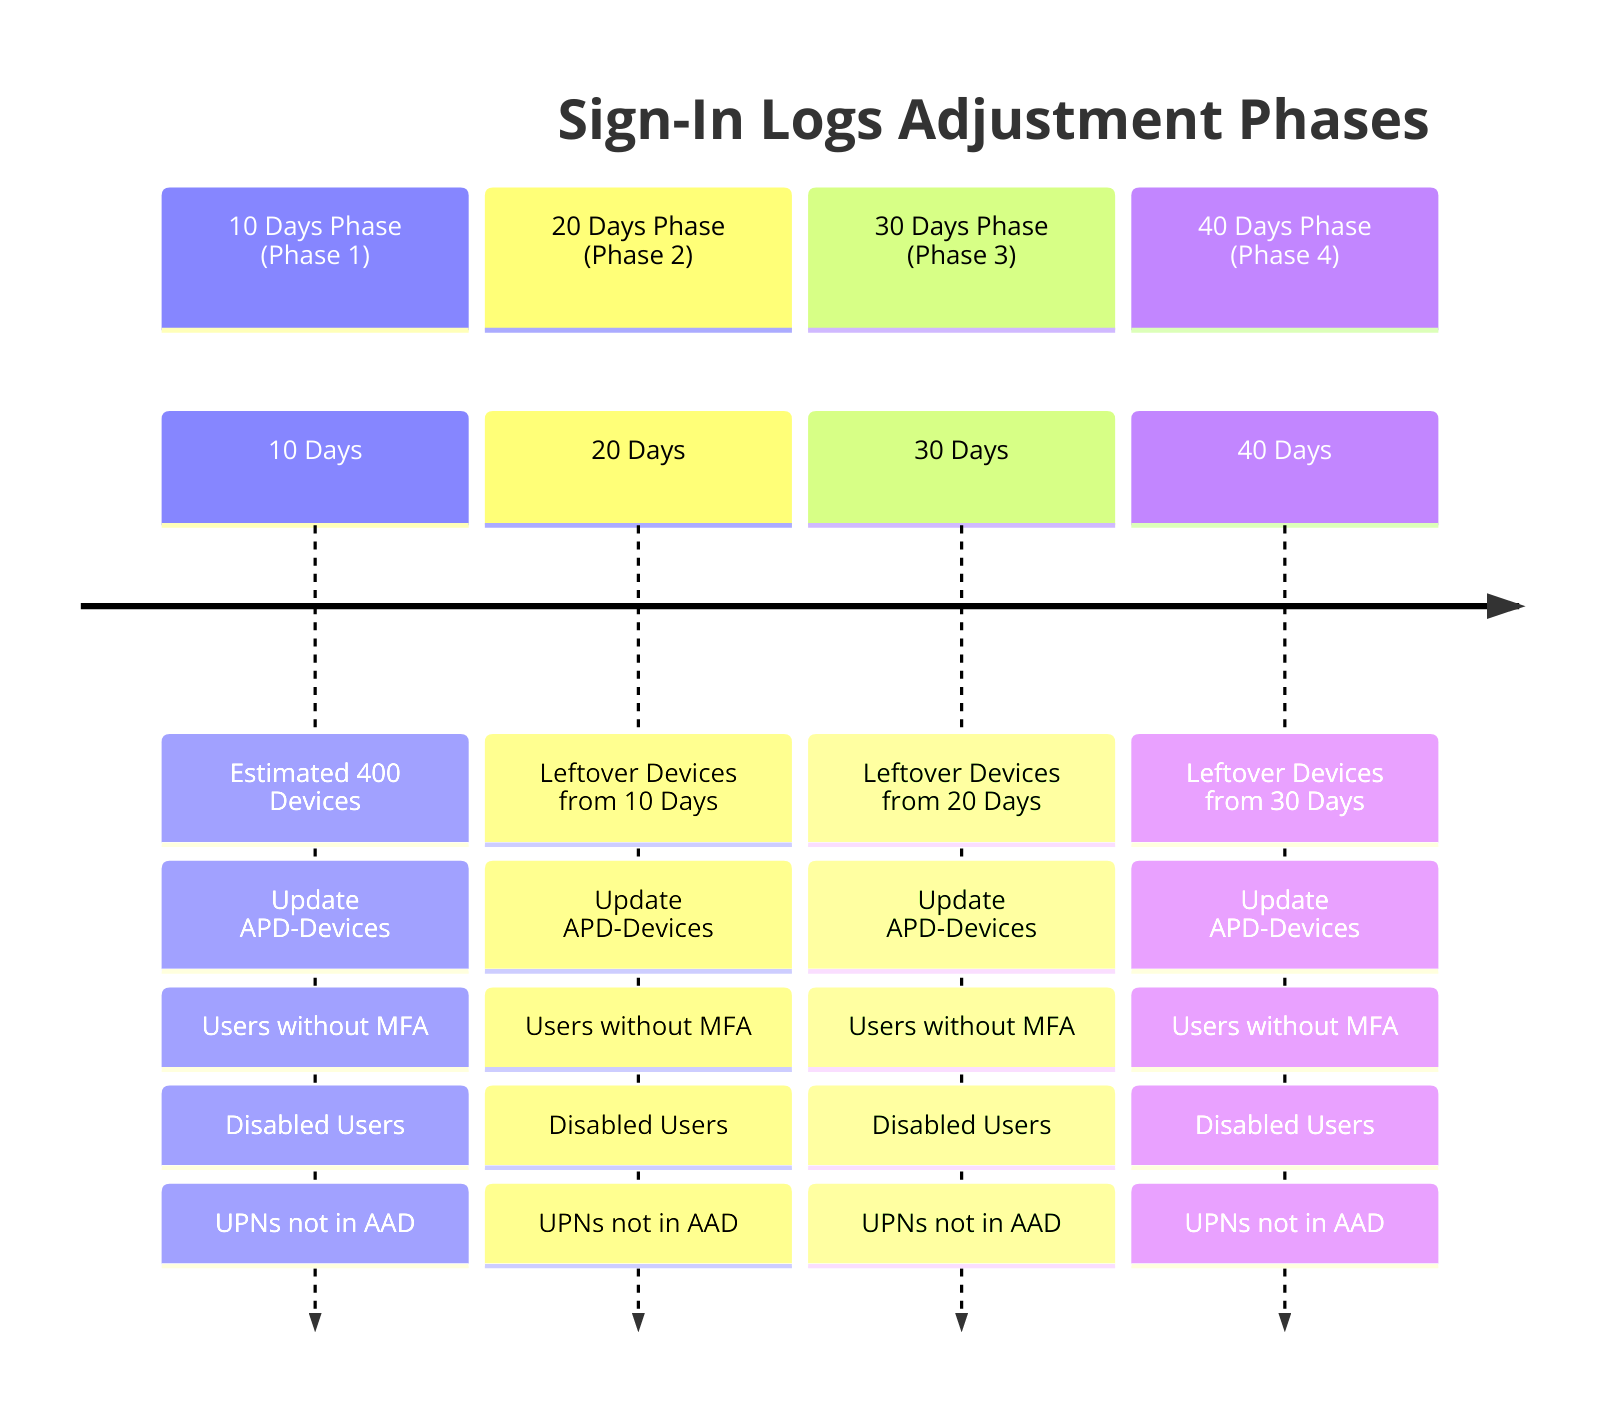 Sign-In Logs Adjustment Phases
10 Days Phase
(Phase 1)
20 Days Phase
(Phase 2)
30 Days Phase
(Phase 3)
40 Days Phase
(Phase 4)
10 Days
20 Days
30 Days
40 Days
Estimated 400
Devices
Update
APD-Devices
Users without MFA
Disabled Users
UPNs not in AAD
Leftover Devices
from 10 Days
Update
APD-Devices
Users without MFA
Disabled Users
UPNs not in AAD
Leftover Devices
from 20 Days
Update
APD-Devices
Users without MFA
Disabled Users
UPNs not in AAD
Leftover Devices
from 30 Days
Update
APD-Devices
Users without MFA
Disabled Users
UPNs not in AAD